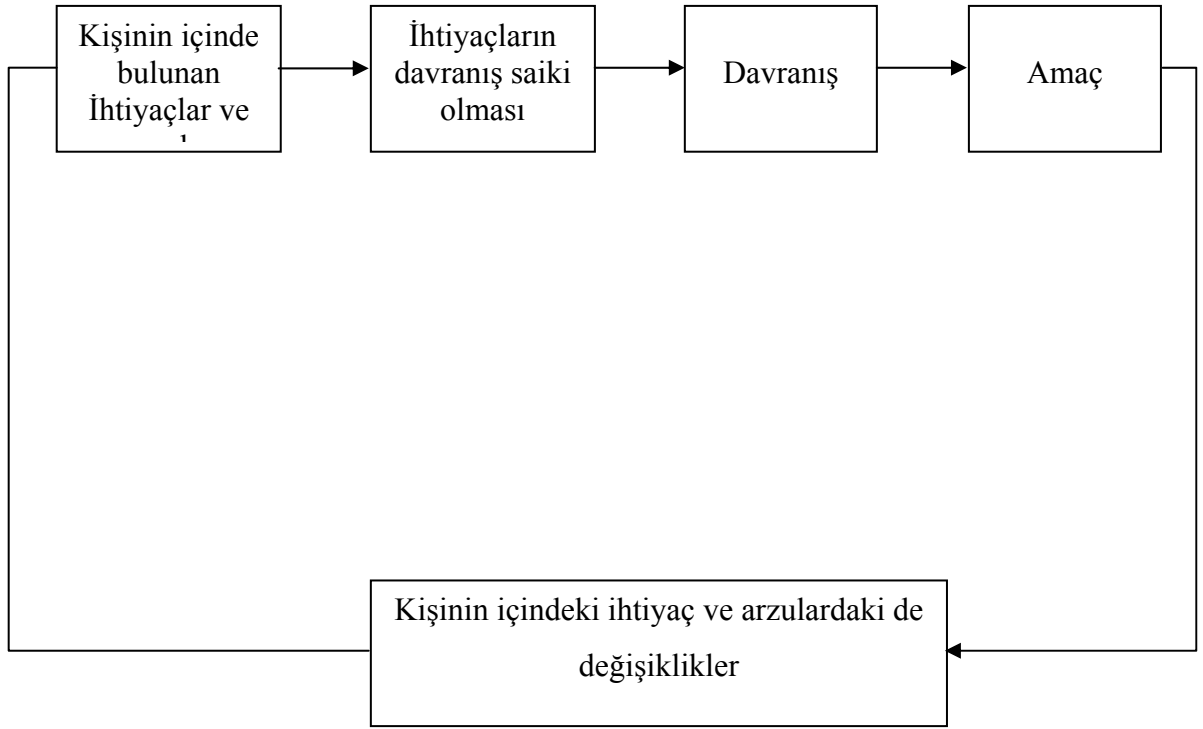 Kişinin içinde
bulunan
İhtiyaçlar ve
İhtiyaçların
davranış saiki
olması
Davranış
Amaç
Kişinin içindeki ihtiyaç ve arzulardaki de
değişiklikler